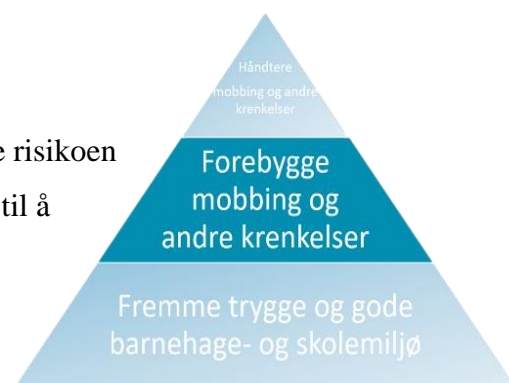 Håndtere
mobbing og andre
krenkelser
e risikoen
til å
Forebygge
mobbing og
andre krenkelser
Fremme trygge og gode
barnehage- og skolemiljø